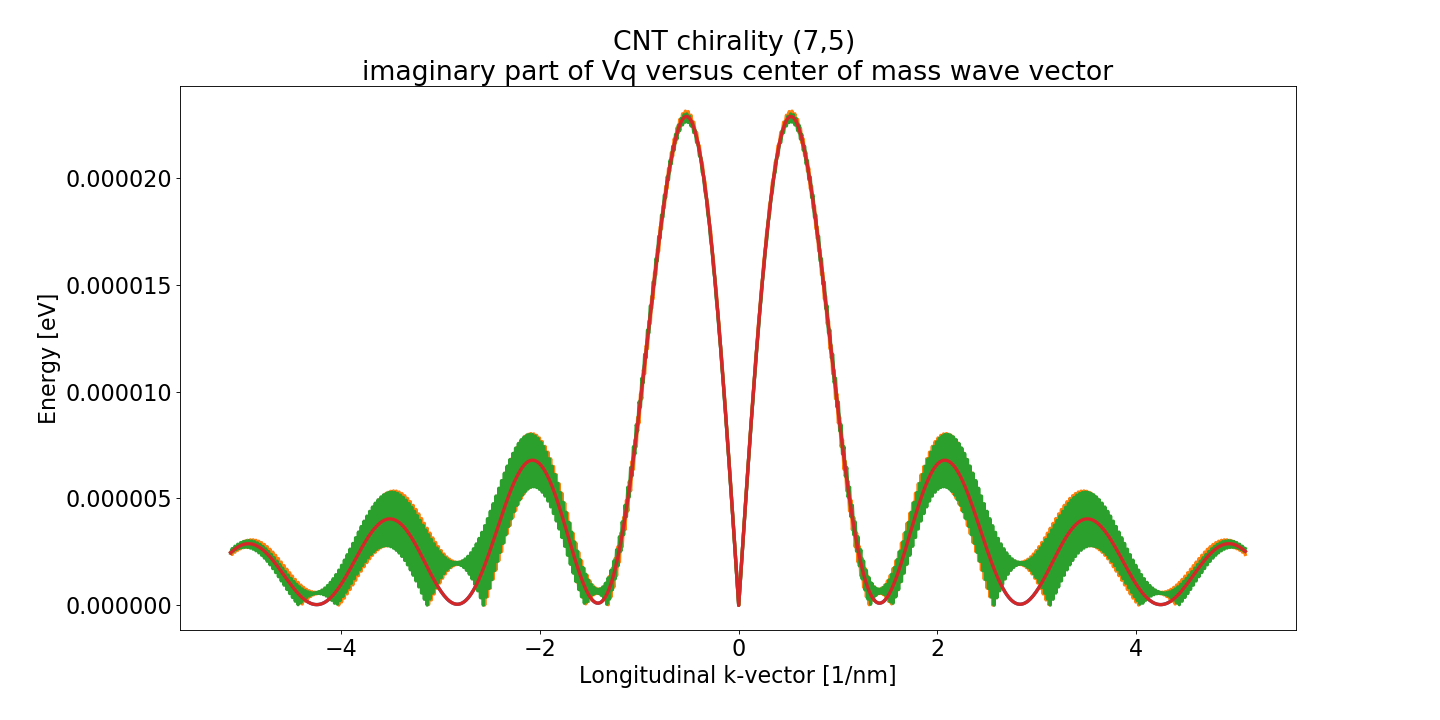 CNT chirality (7,5)
imaginary part of Vq versus center of mass wave vector
0.000020
0.000015
0.000010
0.000005
0.000000
Energy [eV]
−4 −2 0 2 4
Longitudinal k-vector [1/nm]